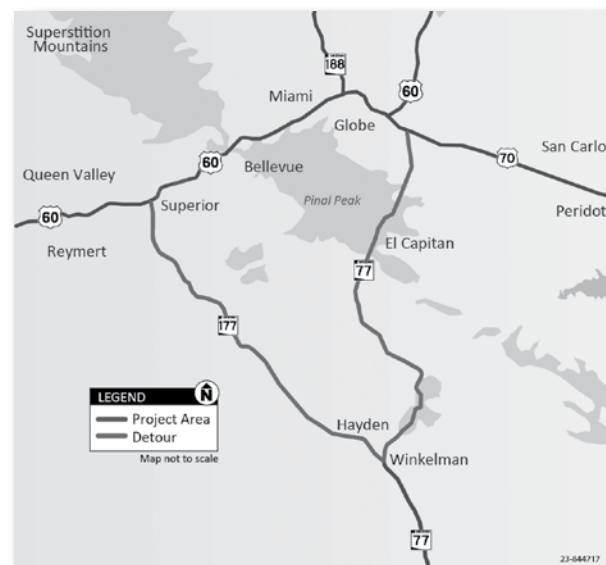 Superstition
Mountains
188
60
Miami
Globe
San Carlo
60
70
Queen Valley
Bellevue
Pinal Peak
60
Superior
Peridot
Reymert
El Capitan
77
177
LEGEND
N
Project Area
Detour
Map not to scale
Hayden
Winkelman
77
23-844717